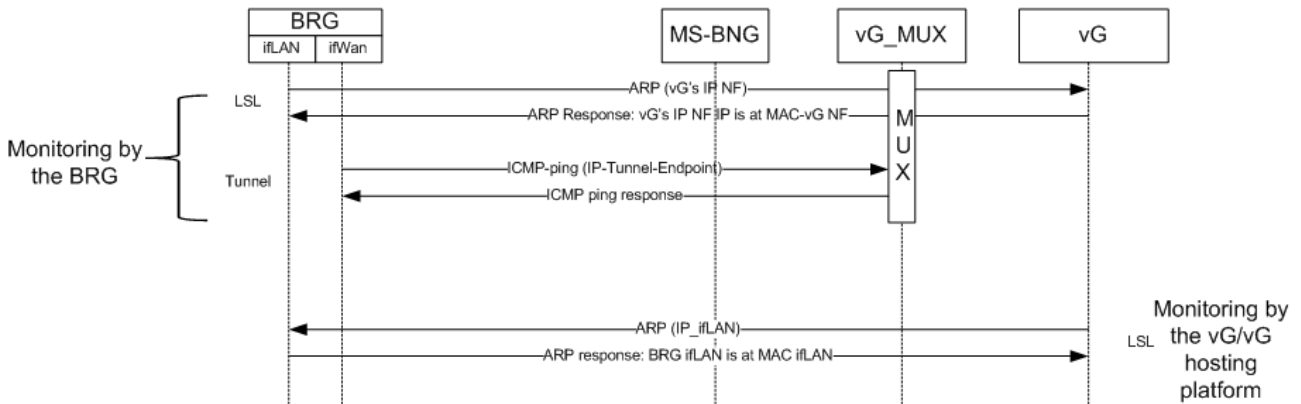 BRG
ifLAN
ifWan
MS-BNG
vG_MUX
vG
ARP (vG's IP NF)
LSL
ARP Response: vG's IP NF IP is at MAC-vG NF
MUX
Monitoring by
the BRG
ICMP-ping (IP-Tunnel-Endpoint)
Tunnel
ICMP ping response
ARP (IP_ifLAN)
ARP response: BRG ifLAN is at MAC ifLAN
LSL
Monitoring by
the vG/vG
hosting
platform